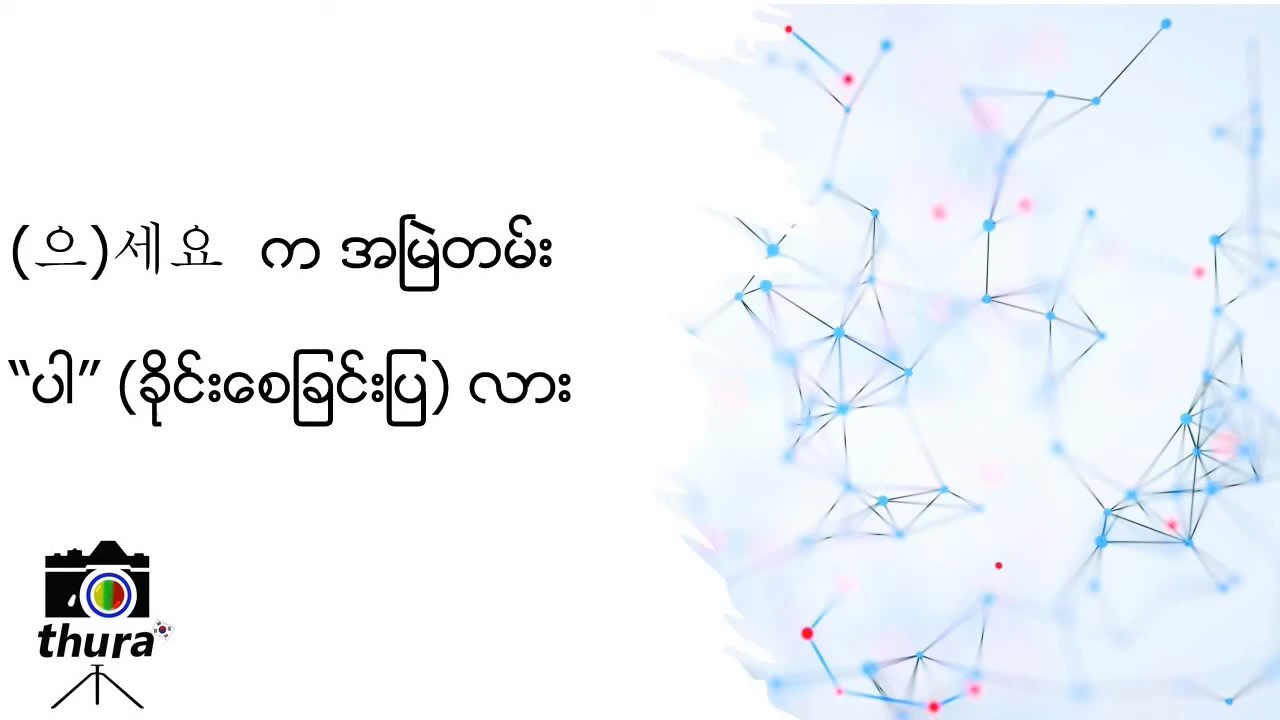 (으)세요 က အမြဲတမ်း
“ပါ” (ခိုင်းစေခြင်းပြ) လား
thura